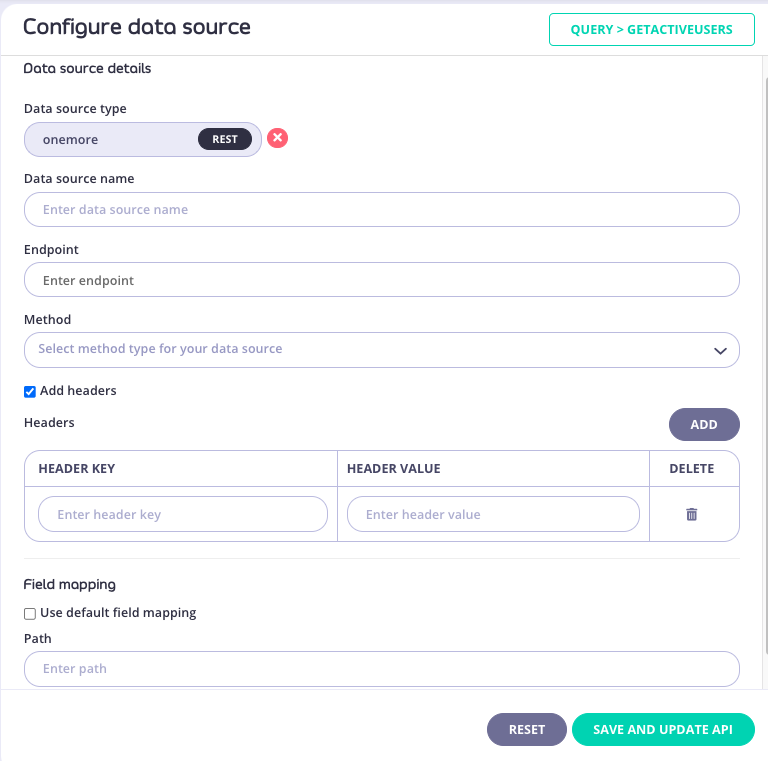 Configure data source
QUERY > GETACTIVEUSERS
Data source details
Data source type
onemore REST
Data source name
Enter data source name
Endpoint
Enter endpoint
Method
Select method type for your data source
Add headers
Headers
ADD
HEADER KEY HEADER VALUE DELETE
Enter header key Enter header value
Field mapping
Use default field mapping
Path
Enter path
RESET SAVE AND UPDATE API